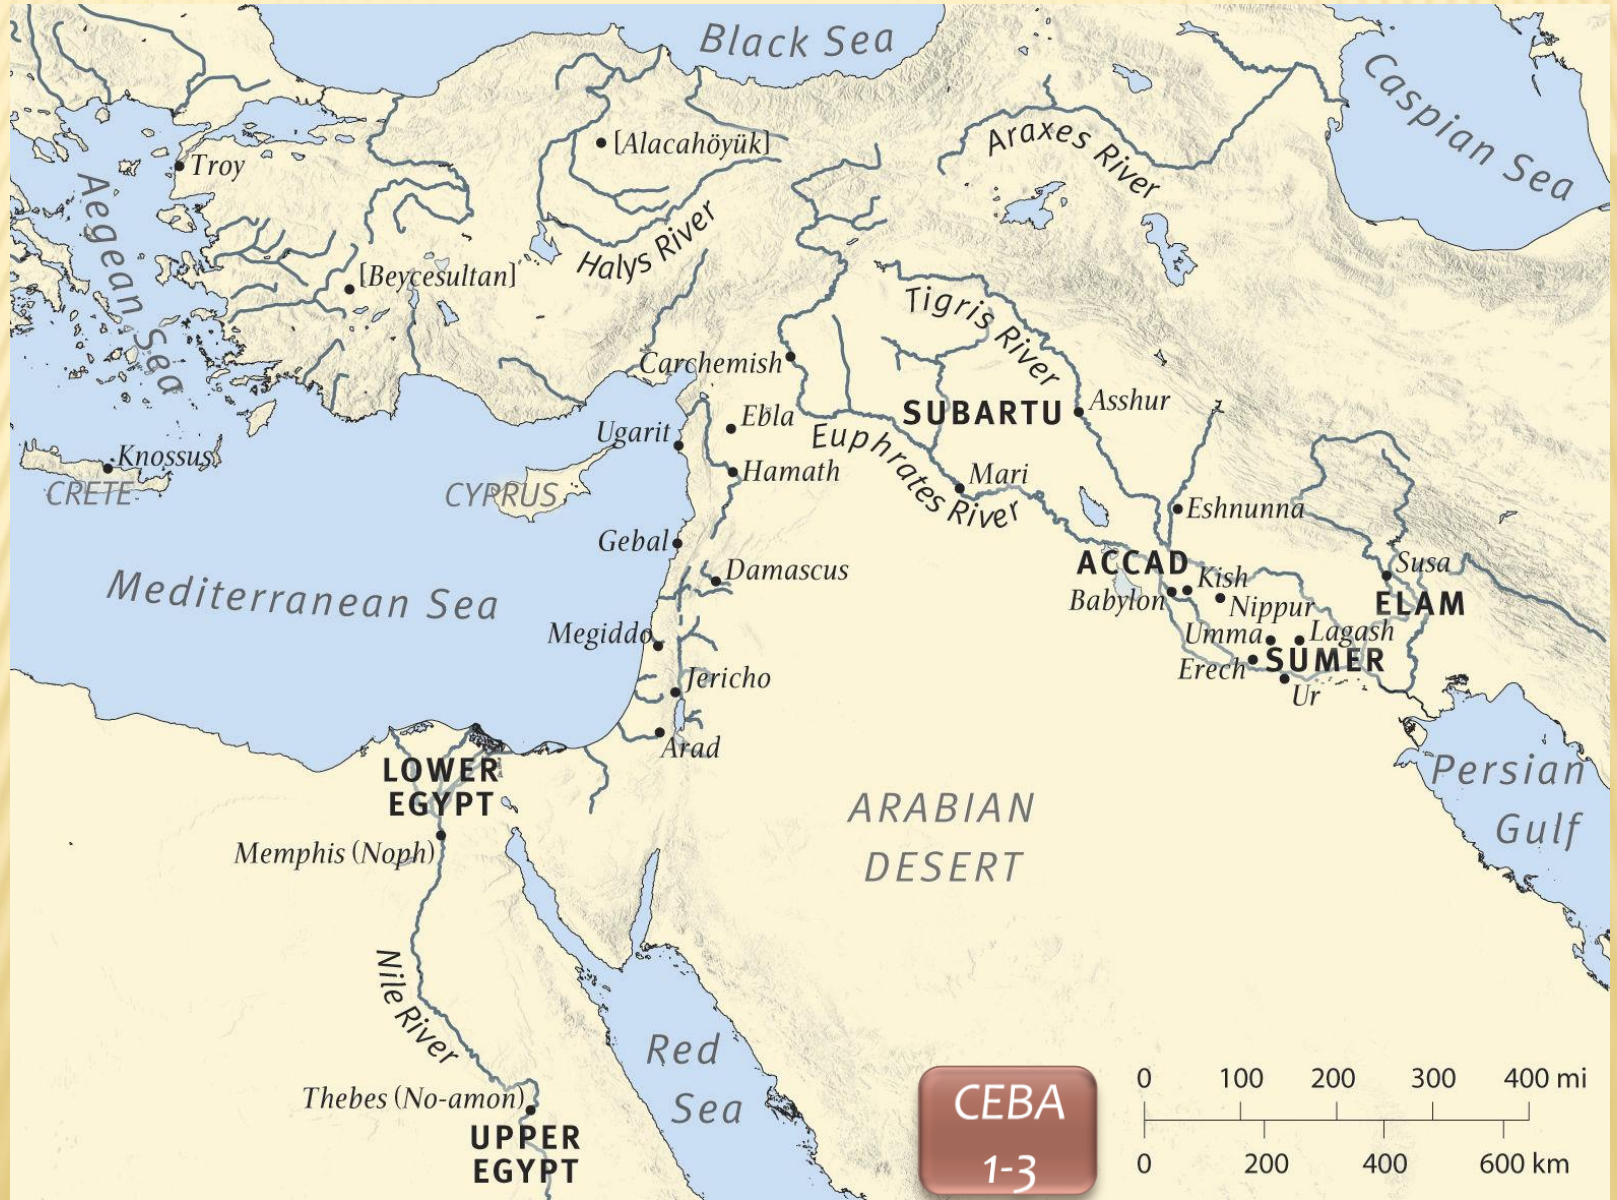 Black Sea
Caspian Sea
Araxes River
[Alacahöyük]
Troy
Aegean Sea
Halys River
[Beycesultan]
Tigris River
Carchemish
SUBARTU
Asshur
Ebla
Ugarit
Euphrates River
Knossus
Hamath
Mari
CRETE
CYPRUS
Eshnunna
Gebal
ACCAD
Susa
Damascus
Kish
Mediterranean Sea
Babylon
Nippur
ELAM
Megiddo
Umma
Lagash
Erech
SUMER
Jericho
Ur
Arad
LOWER
EGYPT
Persian
Gulf
ARABIAN
DESERT
Memphis (Noph)
Nile River
Red
Sea
Thebes (No-amon)
UPPER
EGYPT
CEBA
1-3
0 100 200 300 400 mi
0 200 400 600 km